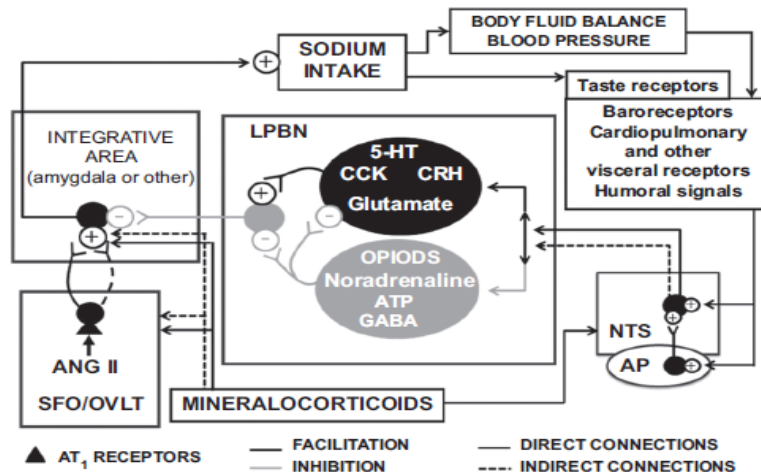 BODY FLUID BALANCE
BLOOD PRESSURE
SODIUM
INTAKE
+
Taste receptors
Baroreceptors
Cardiopulmonary
and other
visceral receptors
Humoral signals
INTEGRATIVE
AREA
(amygdala or other)
+
-
LPBN
5-HT
CCK CRH
Glutamate
+
-
-
OPIODS
Noradrenaline
ATP
GABA
NTS
+
+
AP
+
ANG II
SFO/OVLT
MINERALOCORTICOIDS
AT1 RECEPTORS
FACILITATION
INHIBITION
DIRECT CONNECTIONS
INDIRECT CONNECTIONS